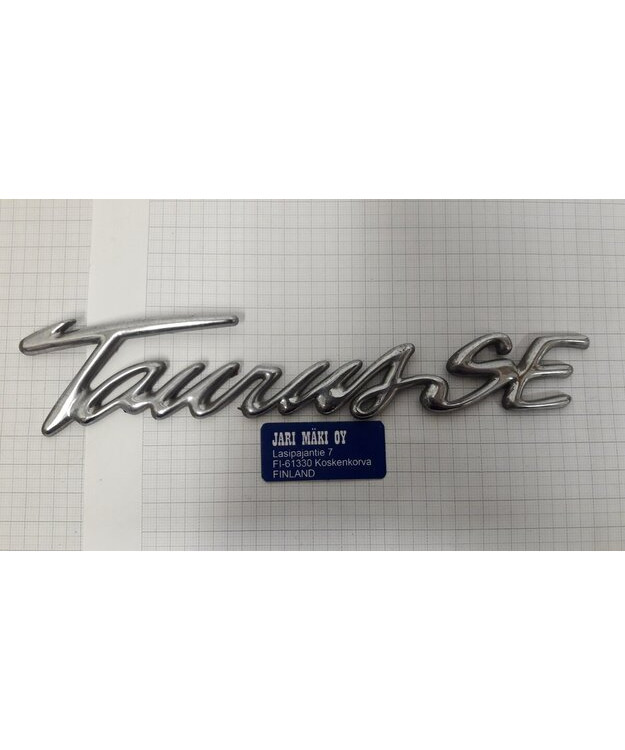 Taurus SE
JARI MÄKI OY
Lasipajantie 7
FI-61330 Koskenkorva
FINLAND